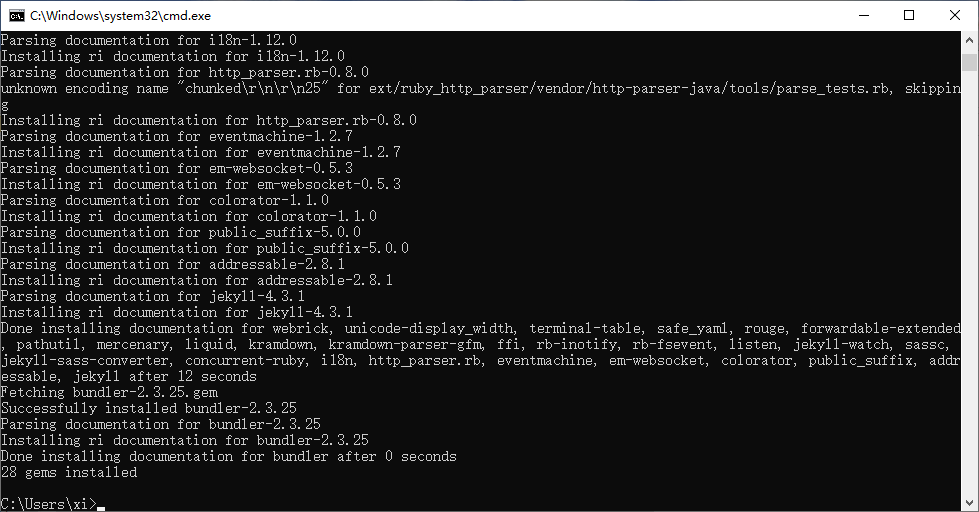 C:\Windows\system32\cmd.exe
Parsing documentation for i18n-1.12.0
Installing ri documentation for i18n-1.12.0
Parsing documentation for http_parser.rb-0.8.0
unknown encoding name "chunked\r\n\r\n25" for ext/ruby_http_parser/vendor/http-parser-java/tools/parse_tests.rb, skippin
g
Installing ri documentation for http_parser.rb-0.8.0
Parsing documentation for eventmachine-1.2.7
Installing ri documentation for eventmachine-1.2.7
Parsing documentation for em-websocket-0.5.3
Installing ri documentation for em-websocket-0.5.3
Parsing documentation for colorator-1.1.0
Installing ri documentation for colorator-1.1.0
Parsing documentation for public_suffix-5.0.0
Installing ri documentation for public_suffix-5.0.0
Parsing documentation for addressable-2.8.1
Installing ri documentation for addressable-2.8.1
Parsing documentation for jekyll-4.3.1
Installing ri documentation for jekyll-4.3.1
Done installing documentation for webrick, unicode-display_width, terminal-table, safe_yaml, rouge, forwardable-extended
, pathutil, mercenary, liquid, kramdown, kramdown-parser-gfm, ffi, rb-inotify, rb-fsevent, listen, jekyll-watch, sassc,
jekyll-sass-converter, concurrent-ruby, i18n, http_parser.rb, eventmachine, em-websocket, colorator, public_suffix, addr
essable, jekyll after 12 seconds
Fetching bundler-2.3.25.gem
Successfully installed bundler-2.3.25
Parsing documentation for bundler-2.3.25
Installing ri documentation for bundler-2.3.25
Done installing documentation for bundler after 0 seconds
28 gems installed
C:\Users\xi>